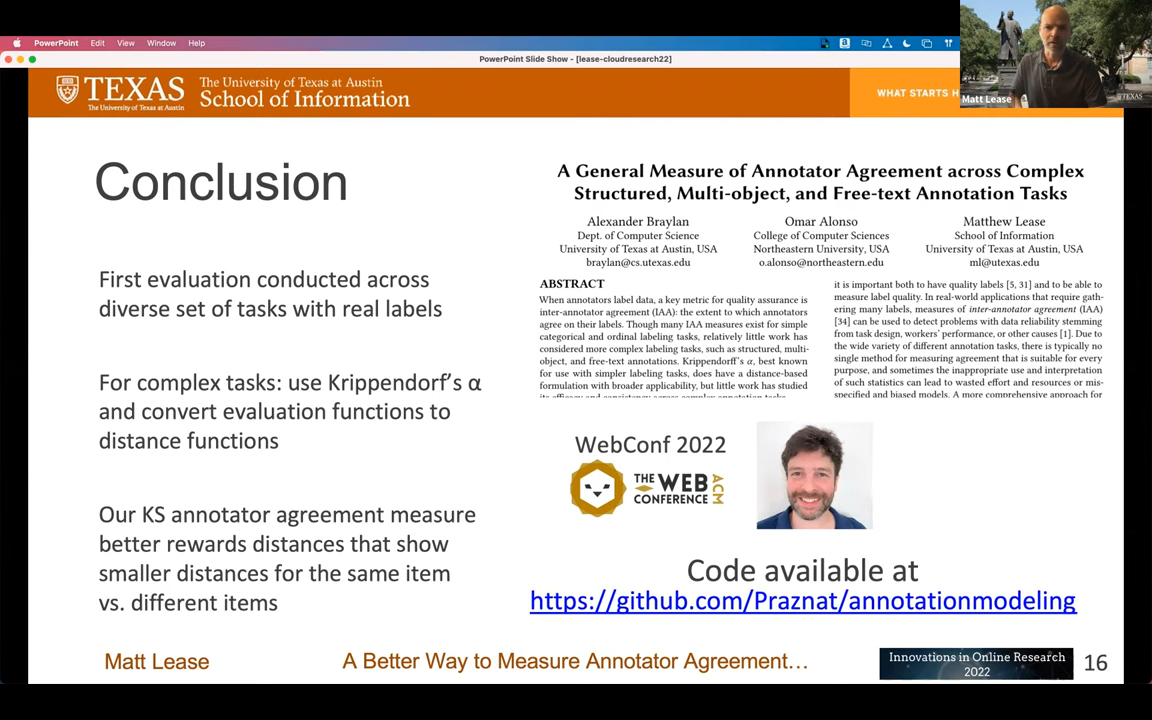 PowerPoint Edit View Window Help
PowerPoint Slide Show - [lease-cloudresearch22]
TEXAS
The University of Texas at Austin
The University of Texas at Austin
School of Information
WHAT STARTS H
Matt Lease
TEXAS
Conclusion
First evaluation conducted across
diverse set of tasks with real labels
For complex tasks: use Krippendorf's α
and convert evaluation functions to
distance functions
Our KS annotator agreement measure
better rewards distances that show
smaller distances for the same item
vs. different items
A General Measure of Annotator Agreement across Complex
Structured, Multi-object, and Free-text Annotation Tasks
Alexander Braylan
Dept. of Computer Science
University of Texas at Austin, USA
braylan@cs.utexas.edu
Omar Alonso
College of Computer Sciences
Northeastern University, USA
o.alonso@northeastern.edu
Matthew Lease
School of Information
University of Texas at Austin, USA
ml@utexas.edu
ABSTRACT
When annotators label data, a key metric for quality assurance is
inter-annotator agreement (IAA): the extent to which annotators
agree on their labels. Though many IAA measures exist for simple
categorical and ordinal labeling tasks, relatively little work has
considered more complex labeling tasks, such as structured, multi-
object, and free-text annotations. Krippendorff's α, best known
for use with simpler labeling tasks, does have a distance-based
formulation with broader applicability, but little work has studied
its efficacy and consistency across complex annotation tasks
it is important both to have quality labels [5, 31] and to be able to
measure label quality. In real-world applications that require gath-
ering many labels, measures of inter-annotator agreement (IAA)
[34] can be used to detect problems with data reliability stemming
from task design, workers' performance, or other causes [1]. Due to
the wide variety of different annotation tasks, there is typically no
single method for measuring agreement that is suitable for every
purpose, and sometimes the inappropriate use and interpretation
of such statistics can lead to wasted effort and resources or mis-
specified and biased models. A more comprehensive approach for
WebConf 2022
THE WEB
CONFERENCE
ACM
Code available at
https://github.com/Praznat/annotationmodeling
Matt Lease
A Better Way to Measure Annotator Agreement…
Innovations in Online Research
2022
16